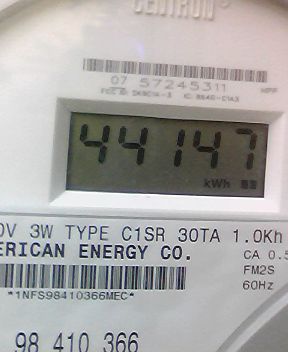 CENTRON
07 57245311
44147
kWh
0V 3W TYPE C1SR 30TA 1.0Kh
ERICAN ENERGY CO.
CA 0.5
FM2S
*1NFS98410366MEC*
60Hz
98 410 366